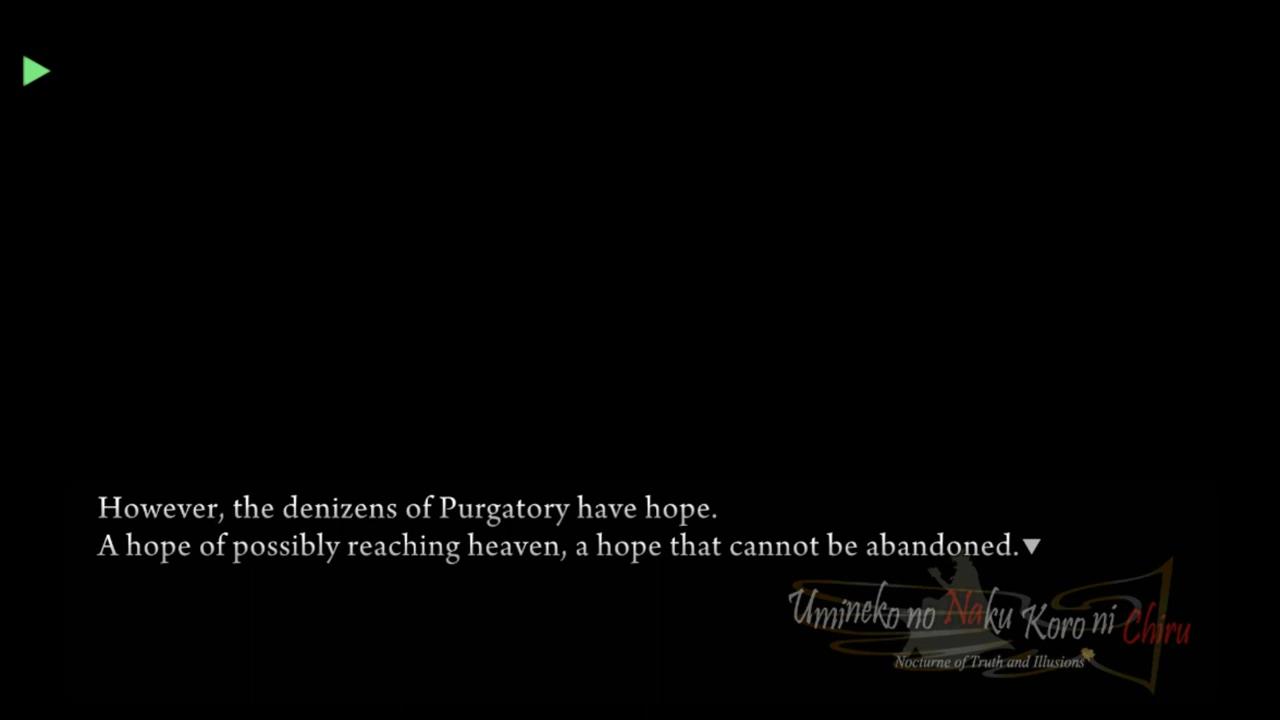 However, the denizens of Purgatory have hope.
A hope of possibly reaching heaven, a hope that cannot be abandoned.
Umineko no Naku Koro ni Chiru
Nocturne of Truth and Illusions